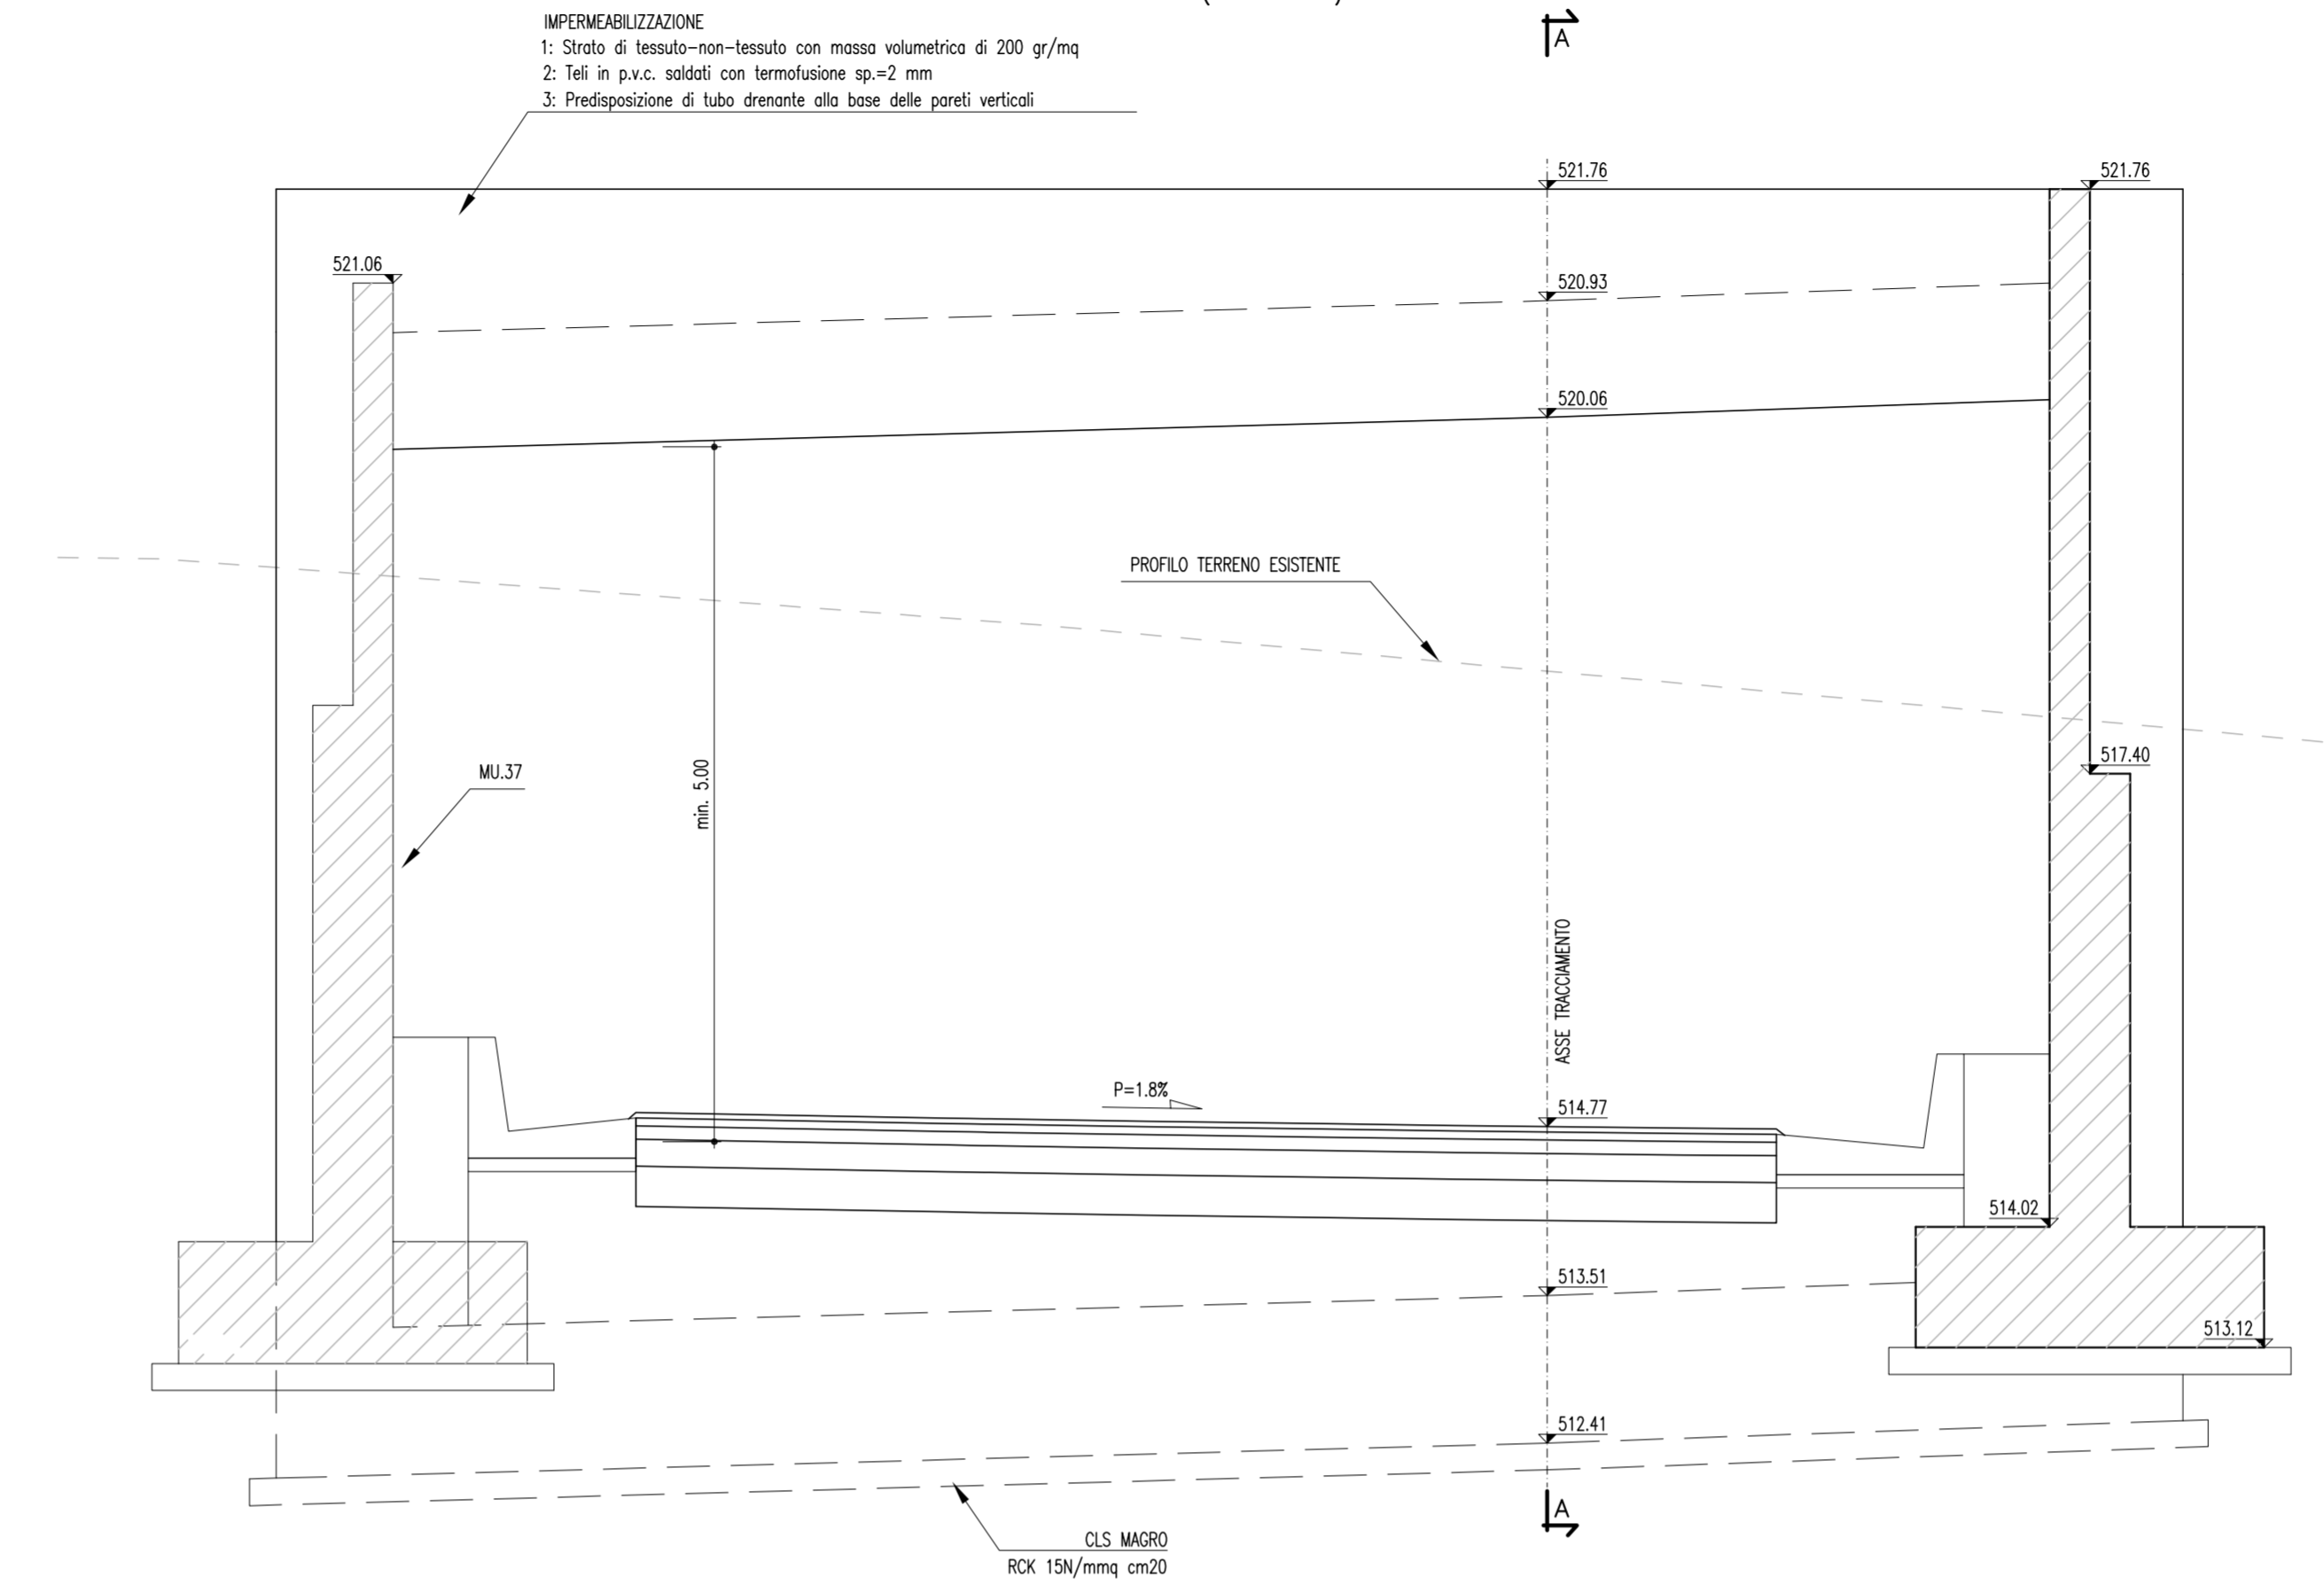 IMPERMEABILIZZAZIONE
1: Strato di tessuto-non-tessuto con massa volumetrica di 200 gr/mq
2: Teli in p.v.c. saldati con termofusione sp.=2 mm
3: Predisposizione di tubo drenante alla base delle pareti verticali
A
521.76
521.76
521.06
520.93
520.06
PROFILO TERRENO ESISTENTE
517.40
MU.37
min. 5.00
ASSE TRACCIAMENTO
P=1.8%
514.77
514.02
513.51
513.12
512.41
A
CLS MAGRO
RCK 15N/mmq cm20